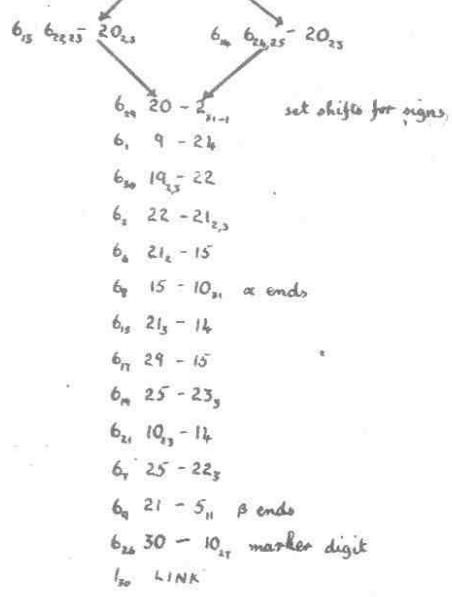 6₁₃ 6₂₂,₂₃ - 20₂,₃ 6₁₄ 6₂₄,₂₅ - 20₂₃
6₂₉ 20 - 2₃₁₋₁ set shifts for signs
6₁ 9 - 24
6₃₀ 19₂,₃ - 22
6₂ 22 - 21₂,₃
6₆ 21₂ - 15
6₈ 15 - 10₃₁ α ends
6₁₅ 21₃ - 14
6₁₇ 29 - 15
6₁₉ 25 - 23₃
6₂₁ 10₂₃ - 14
6₇ 25 - 22₃
6₉ 21 - 5₁₁ β ends
6₂₆ 30 - 10₂₇ marker digit
1₃₀ LINK